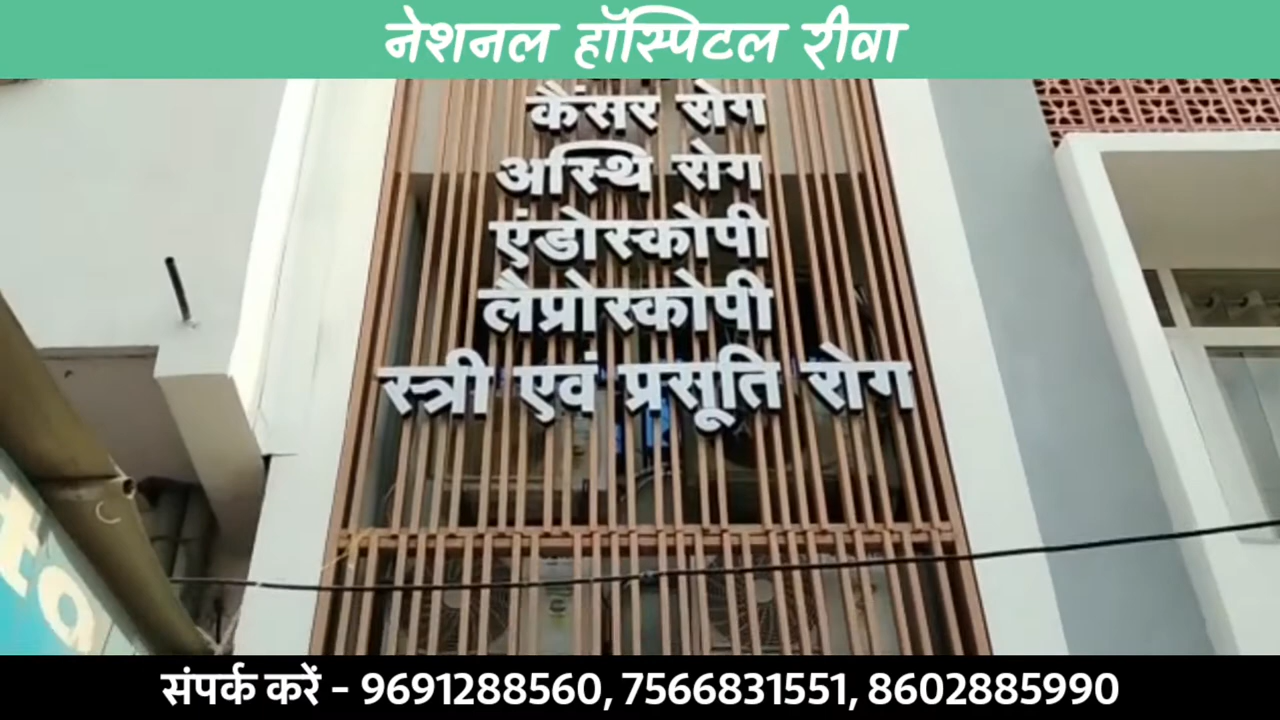 नेशनल हॉस्पिटल रीवा
कैंसर रोग
अस्थि रोग
एंडोस्कोपी
लैप्रोस्कोपी
स्त्री एवं प्रसूति रोग
संपर्क करें - 9691288560, 7566831551, 8602885990